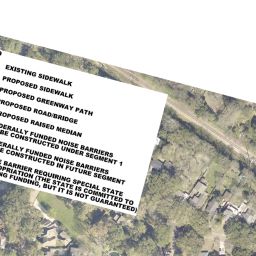 EXISTING SIDEWALK
PROPOSED SIDEWALK
PROPOSED GREENWAY PATH
PROPOSED ROAD/BRIDGE
PROPOSED RAISED MEDIAN
FEDERALLY FUNDED NOISE BARRIERS
BE CONSTRUCTED UNDER SEGMENT 1
FEDERALLY FUNDED NOISE BARRIERS
BE CONSTRUCTED IN FUTURE SEGMENT
BARRIER REQUIRING SPECIAL STATE
(THE STATE IS COMMITTED TO
FUNDING, BUT IT IS NOT GUARANTEED)